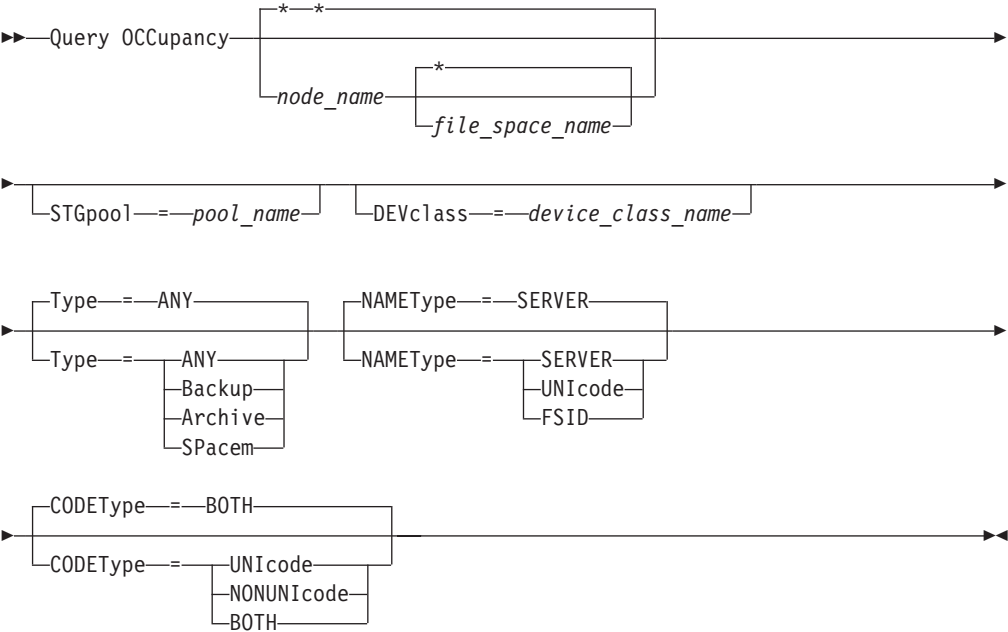 * *
Query OCCupancy
*
node_name
file_space_name
STGpool = pool_name DEVclass = device_class_name
Type = ANY NAMEType = SERVER
Type = ANY NAMEType = SERVER
Backup UNIcode
Archive FSID
SPacem
CODEType = BOTH
CODEType = UNIcode
NONUNIcode
BOTH